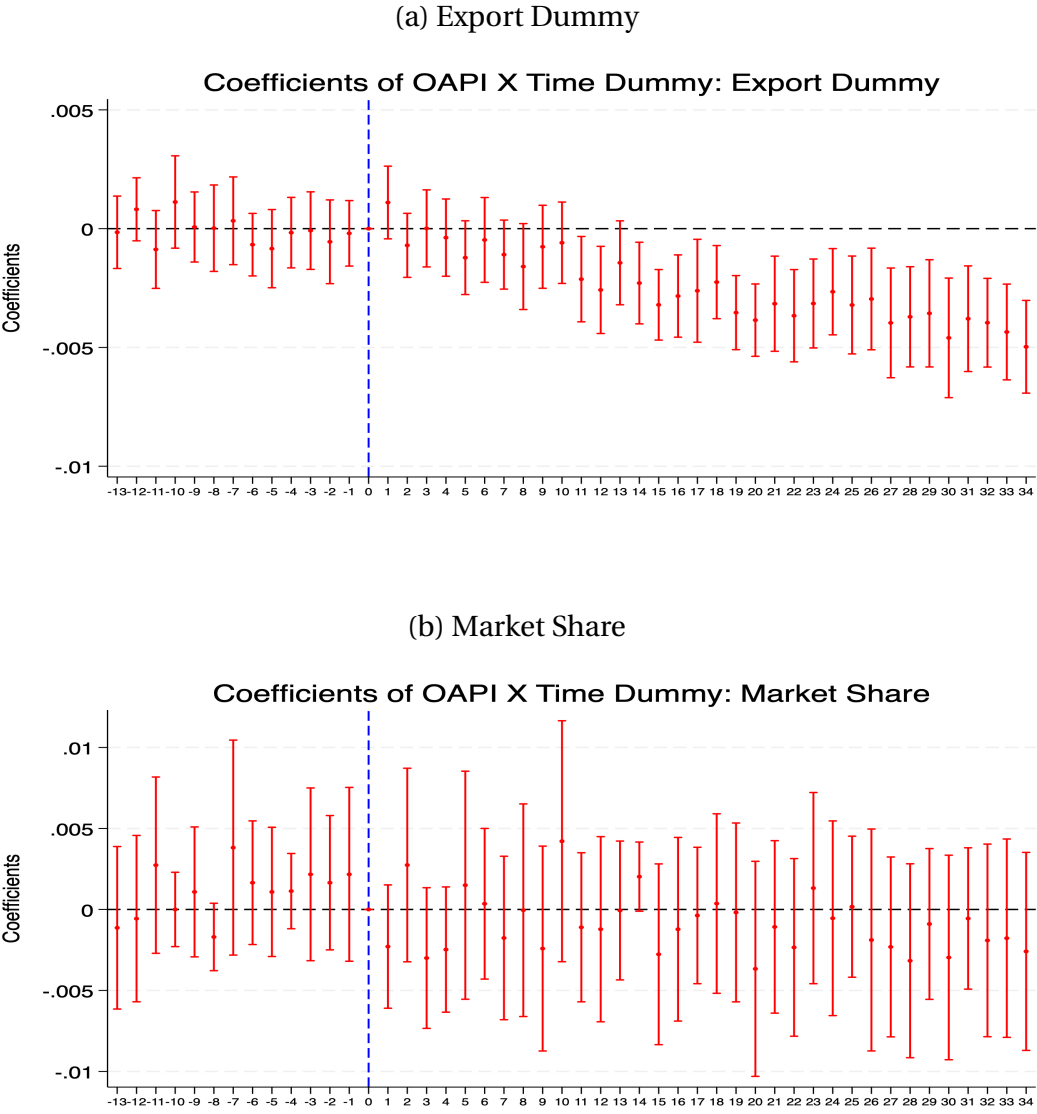 (a) Export Dummy
Coefficients of OAPI X Time Dummy: Export Dummy
.005
0
-.005
-.01
Coefficients
-13 -12 -11 -10 -9 -8 -7 -6 -5 -4 -3 -2 -1 0 1 2 3 4 5 6 7 8 9 10 11 12 13 14 15 16 17 18 19 20 21 22 23 24 25 26 27 28 29 30 31 32 33 34
(b) Market Share
Coefficients of OAPI X Time Dummy: Market Share
.01
.005
0
-.005
-.01
Coefficients
-13 -12 -11 -10 -9 -8 -7 -6 -5 -4 -3 -2 -1 0 1 2 3 4 5 6 7 8 9 10 11 12 13 14 15 16 17 18 19 20 21 22 23 24 25 26 27 28 29 30 31 32 33 34